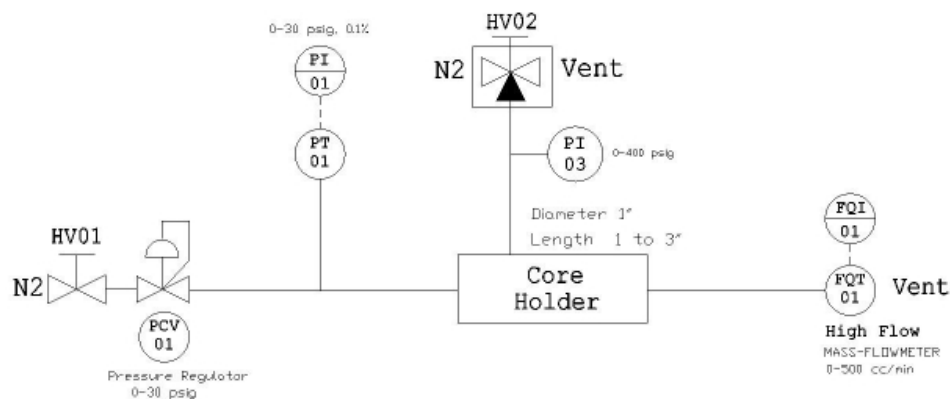 HV02
0-30 psig, 0.1%
PI
01
N2
Vent
PT
01
PI
03
0-400 psig
Diameter 1"
Length 1 to 3"
FQI
01
HV01
N2
Core
Holder
FQT
01
Vent
PCV
01
High Flow
MASS-FLOWMETER
0-500 cc/min
Pressure Regulator
0-30 psig